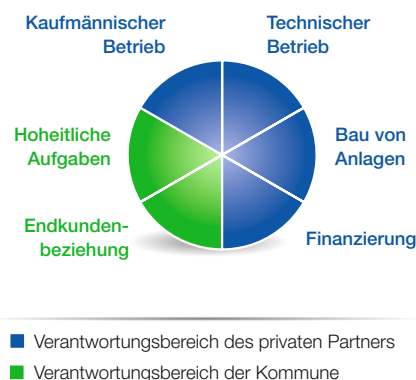 Kaufmännischer
Betrieb
Technischer
Betrieb
Hoheitliche
Aufgaben
Bau von
Anlagen
Endkunden-
beziehung
Finanzierung
Verantwortungsbereich des privaten Partners
Verantwortungsbereich der Kommune